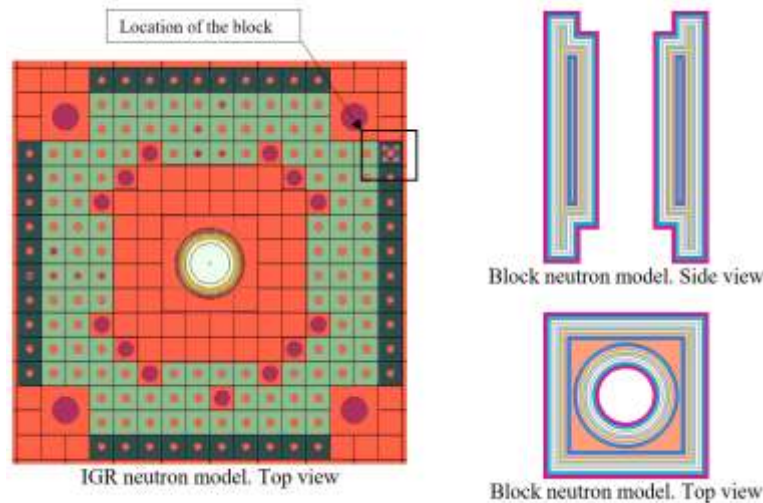 Location of the block
IGR neutron model. Top view
Block neutron model. Side view
Block neutron model. Top view